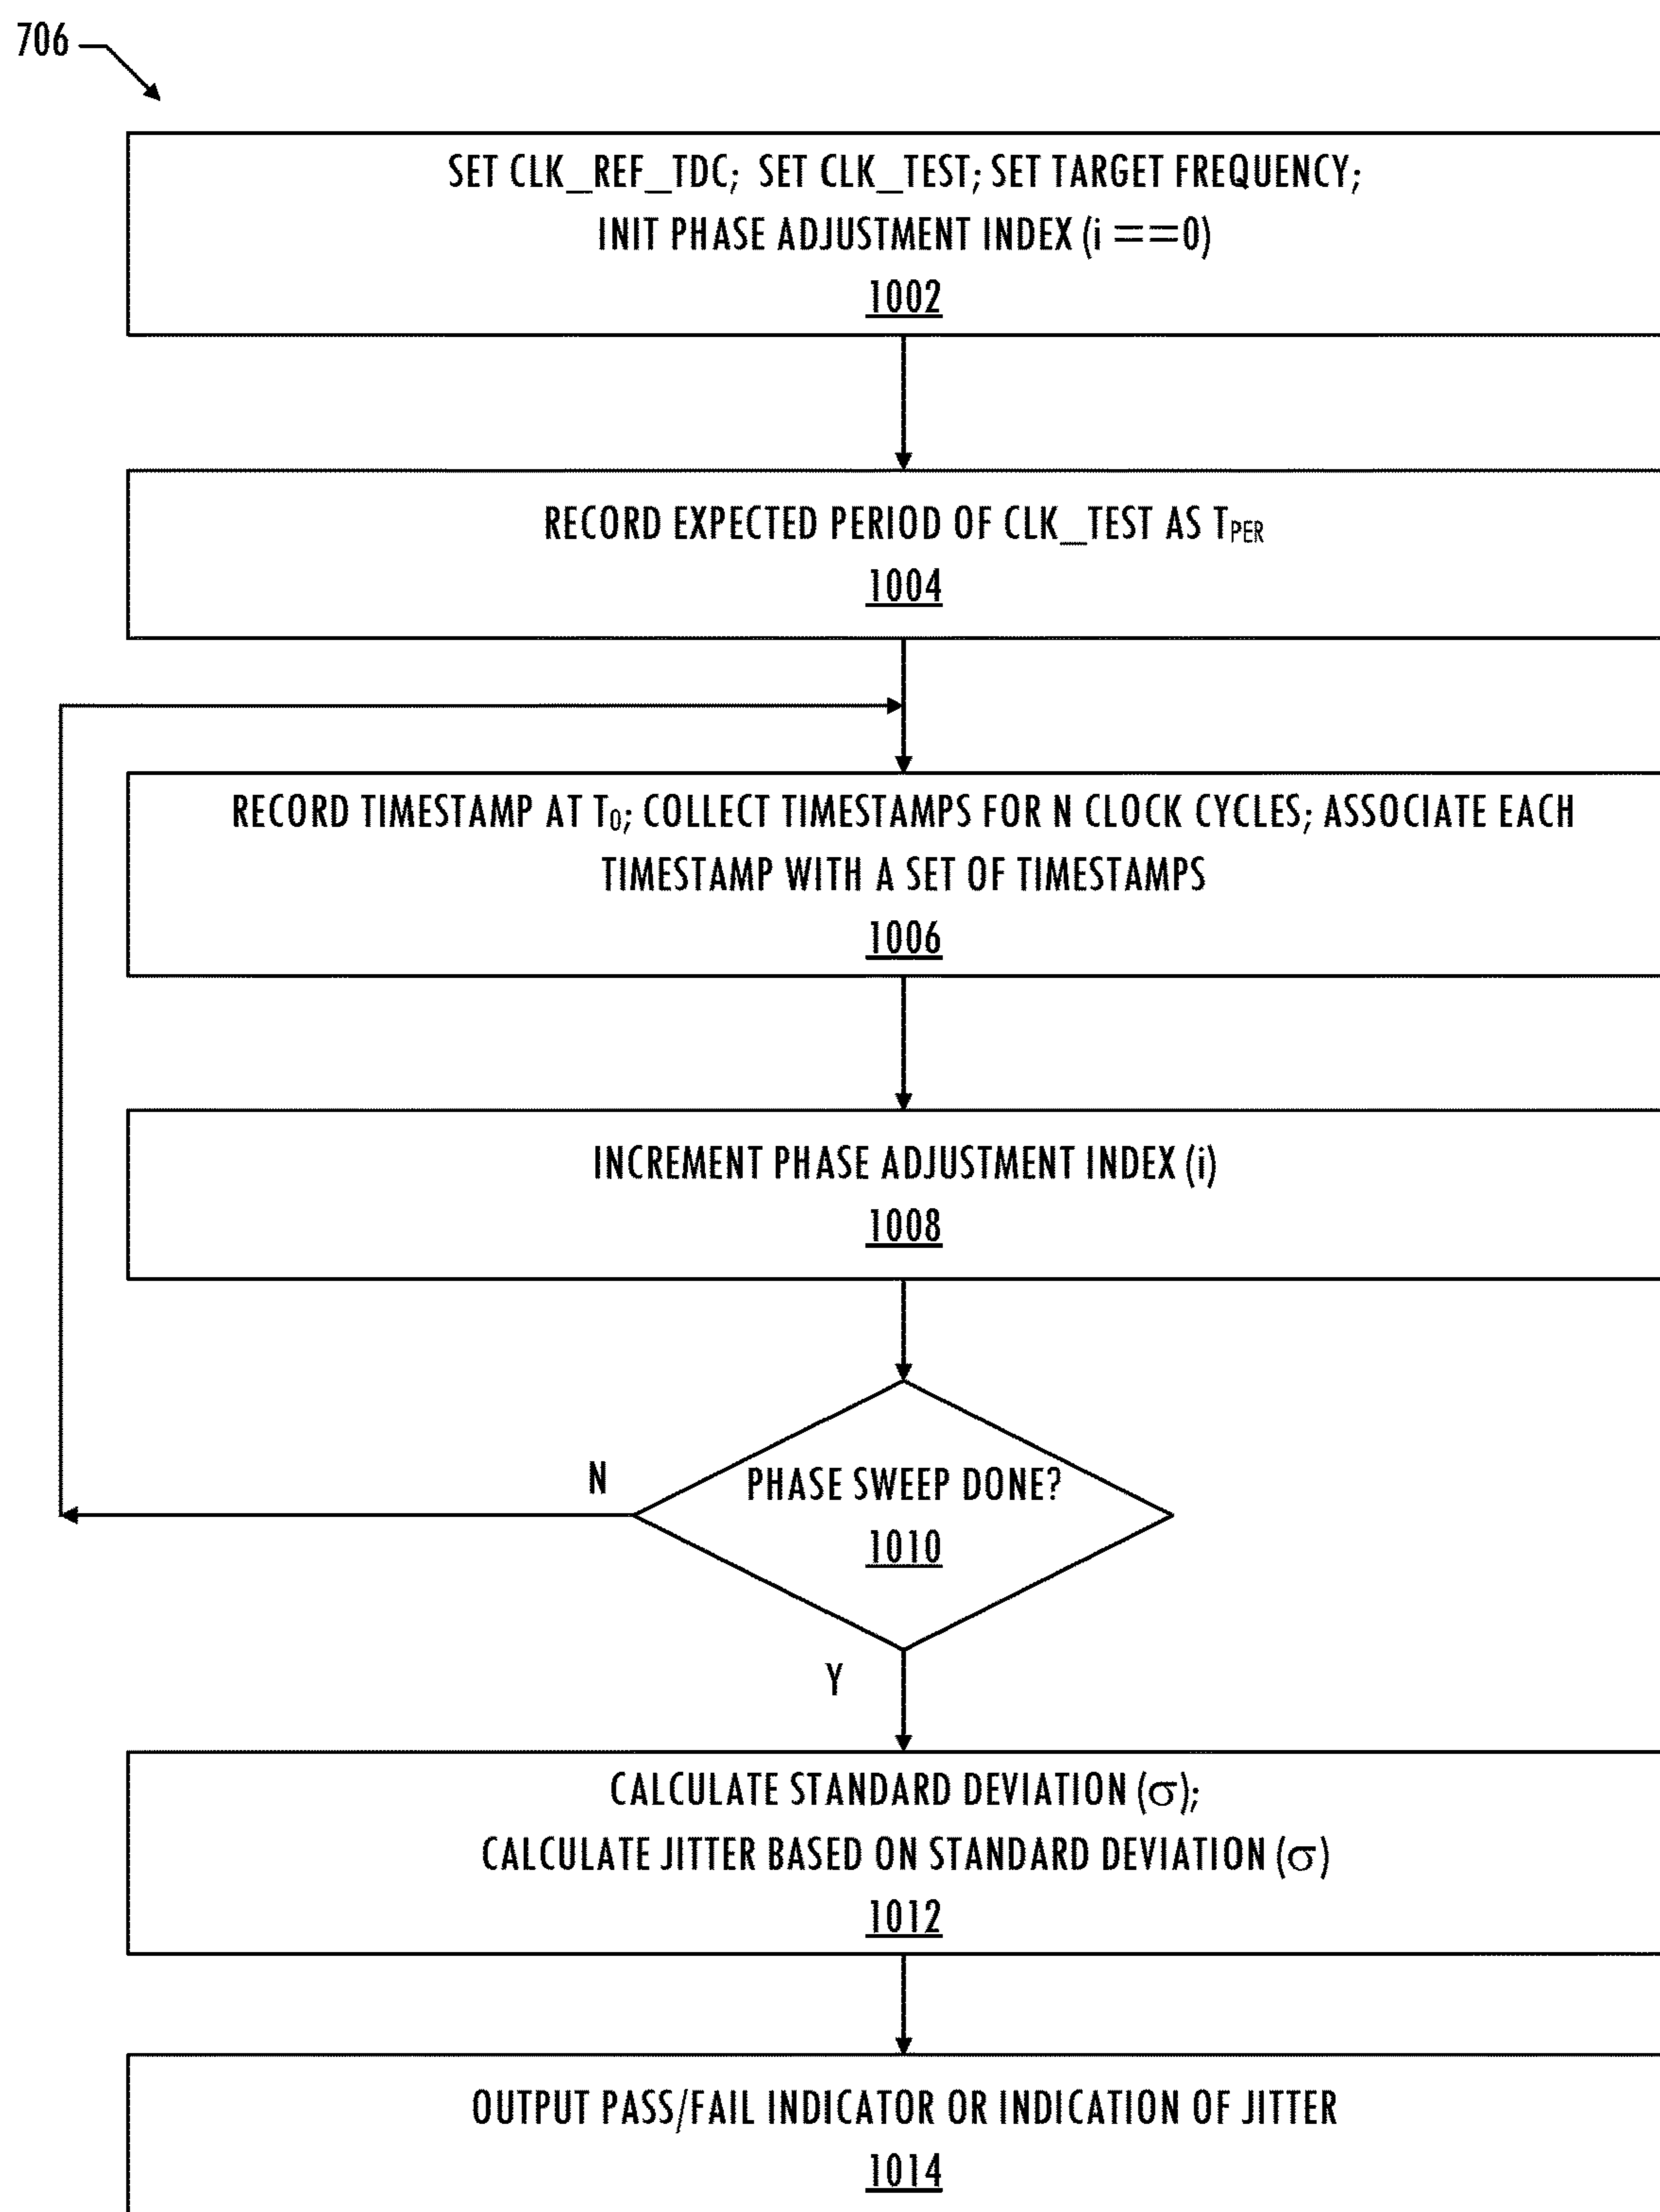 706
SET CLK_REF_TDC; SET CLK_TEST; SET TARGET FREQUENCY;
INIT PHASE ADJUSTMENT INDEX (i ==0)
1002
RECORD EXPECTED PERIOD OF CLK_TEST AS TPER
1004
RECORD TIMESTAMP AT T0; COLLECT TIMESTAMPS FOR N CLOCK CYCLES; ASSOCIATE EACH
TIMESTAMP WITH A SET OF TIMESTAMPS
1006
INCREMENT PHASE ADJUSTMENT INDEX (i)
1008
N
PHASE SWEEP DONE?
1010
Y
CALCULATE STANDARD DEVIATION (σ);
CALCULATE JITTER BASED ON STANDARD DEVIATION (σ)
1012
OUTPUT PASS/FAIL INDICATOR OR INDICATION OF JITTER
1014